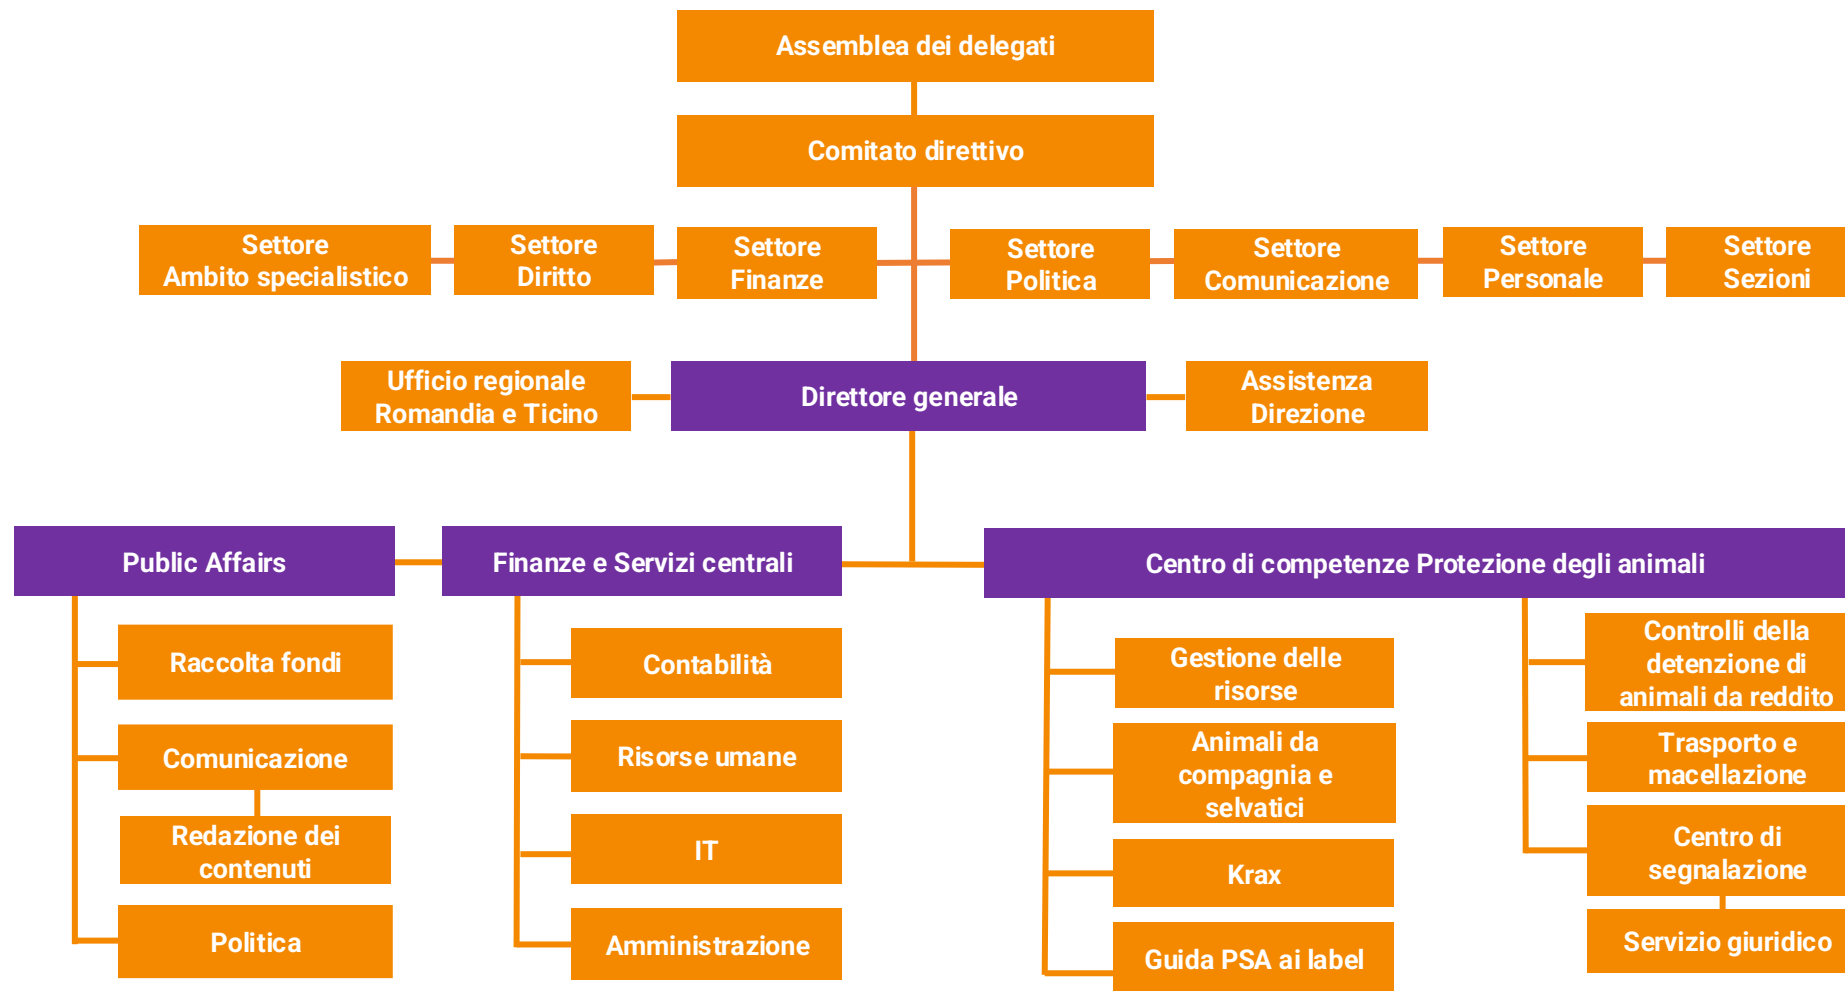 Assemblea dei delegati
Comitato direttivo
Settore
Ambito specialistico
Settore
Diritto
Settore
Finanze
Settore
Politica
Settore
Comunicazione
Settore
Personale
Settore
Sezioni
Ufficio regionale
Romandia e Ticino
Direttore generale
Assistenza
Direzione
Public Affairs
Finanze e Servizi centrali
Centro di competenze Protezione degli animali
Raccolta fondi
Comunicazione
Redazione dei
contenuti
Politica
Contabilità
Risorse umane
IT
Amministrazione
Gestione delle
risorse
Animali da
compagnia e
selvatici
Krax
Guida PSA ai label
Controlli della
detenzione di
animali da reddito
Trasporto e
macellazione
Centro di
segnalazione
Servizio giuridico